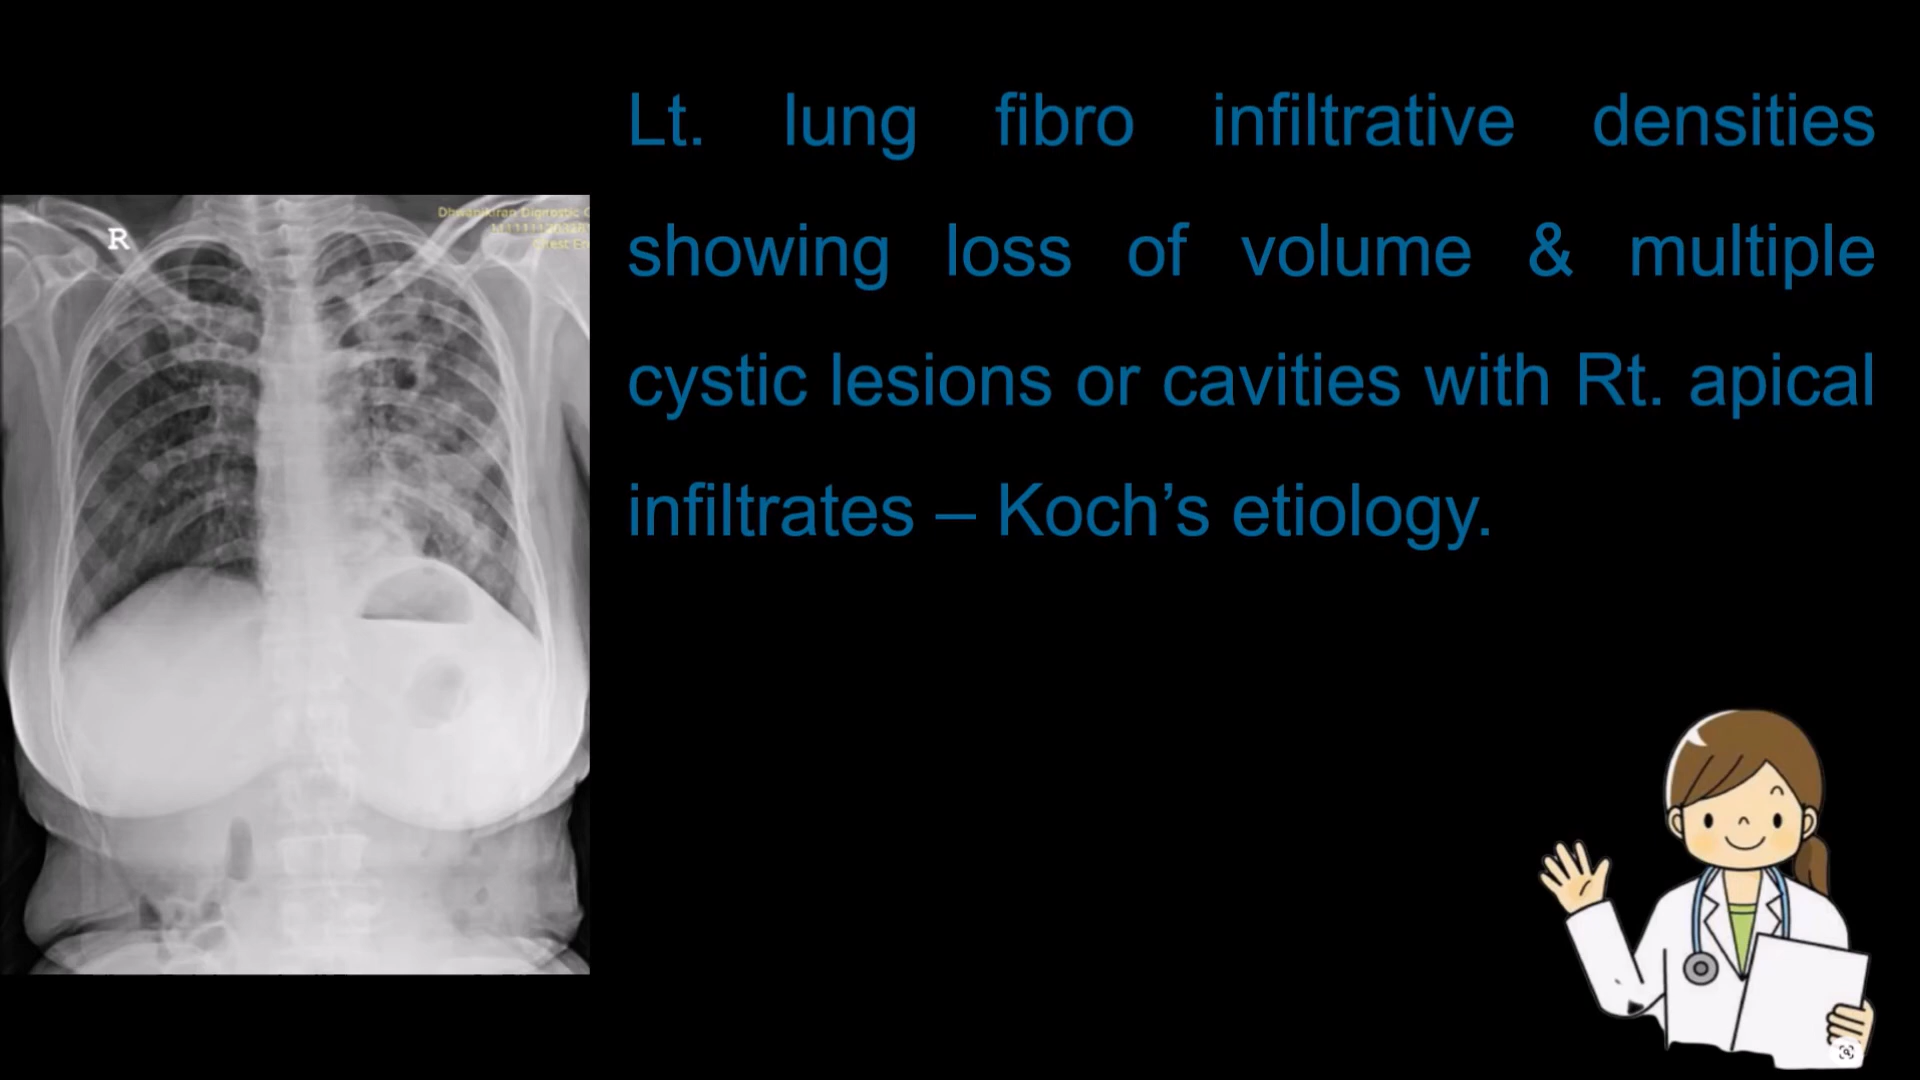 Lt. lung fibro infiltrative densities
showing loss of volume & multiple
cystic lesions or cavities with Rt. apical
infiltrates – Koch’s etiology.
R